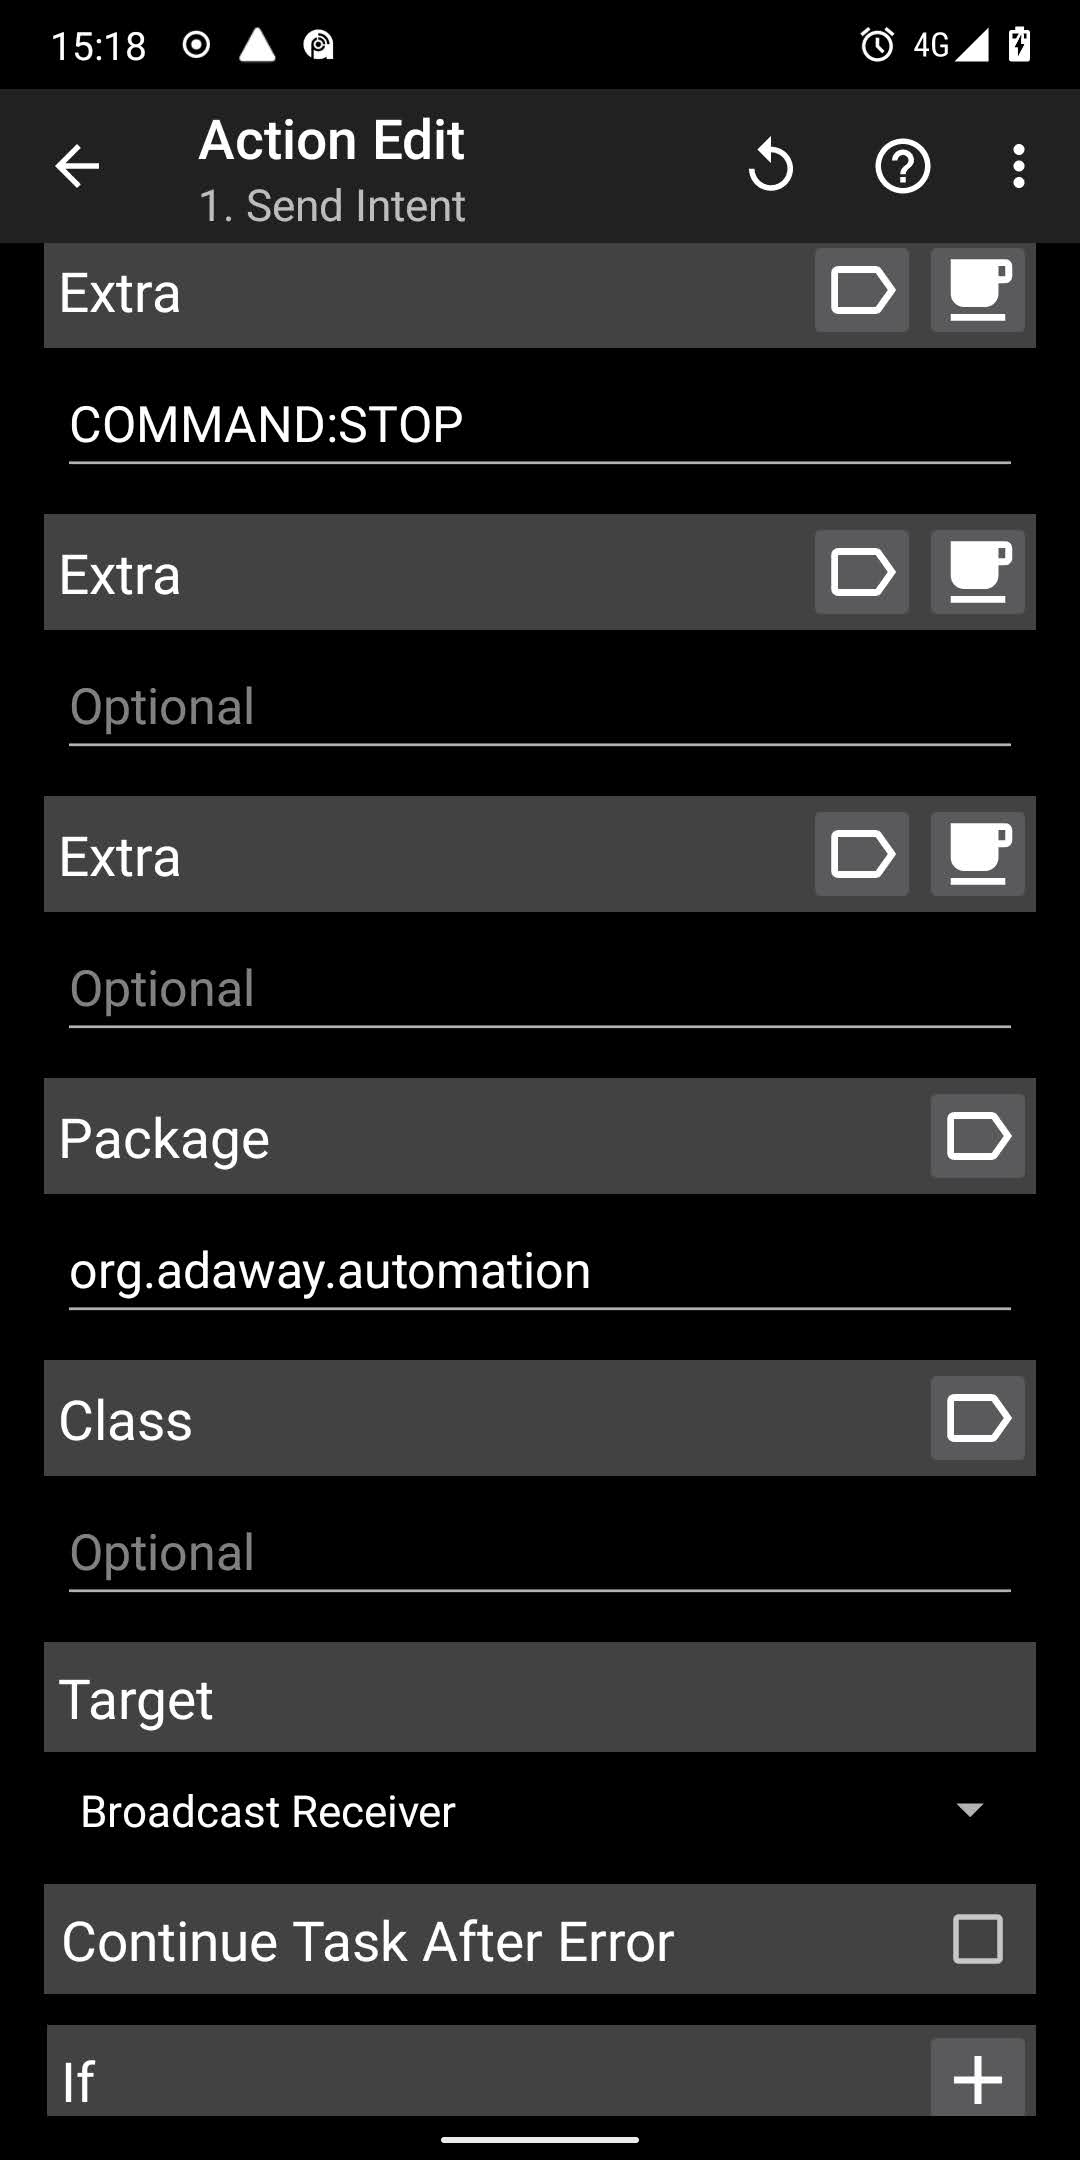 15:18
4G
Action Edit
1. Send Intent
Extra
COMMAND:STOP
Extra
Optional
Extra
Optional
Package
org.adaway.automation
Class
Optional
Target
Broadcast Receiver
Continue Task After Error
If